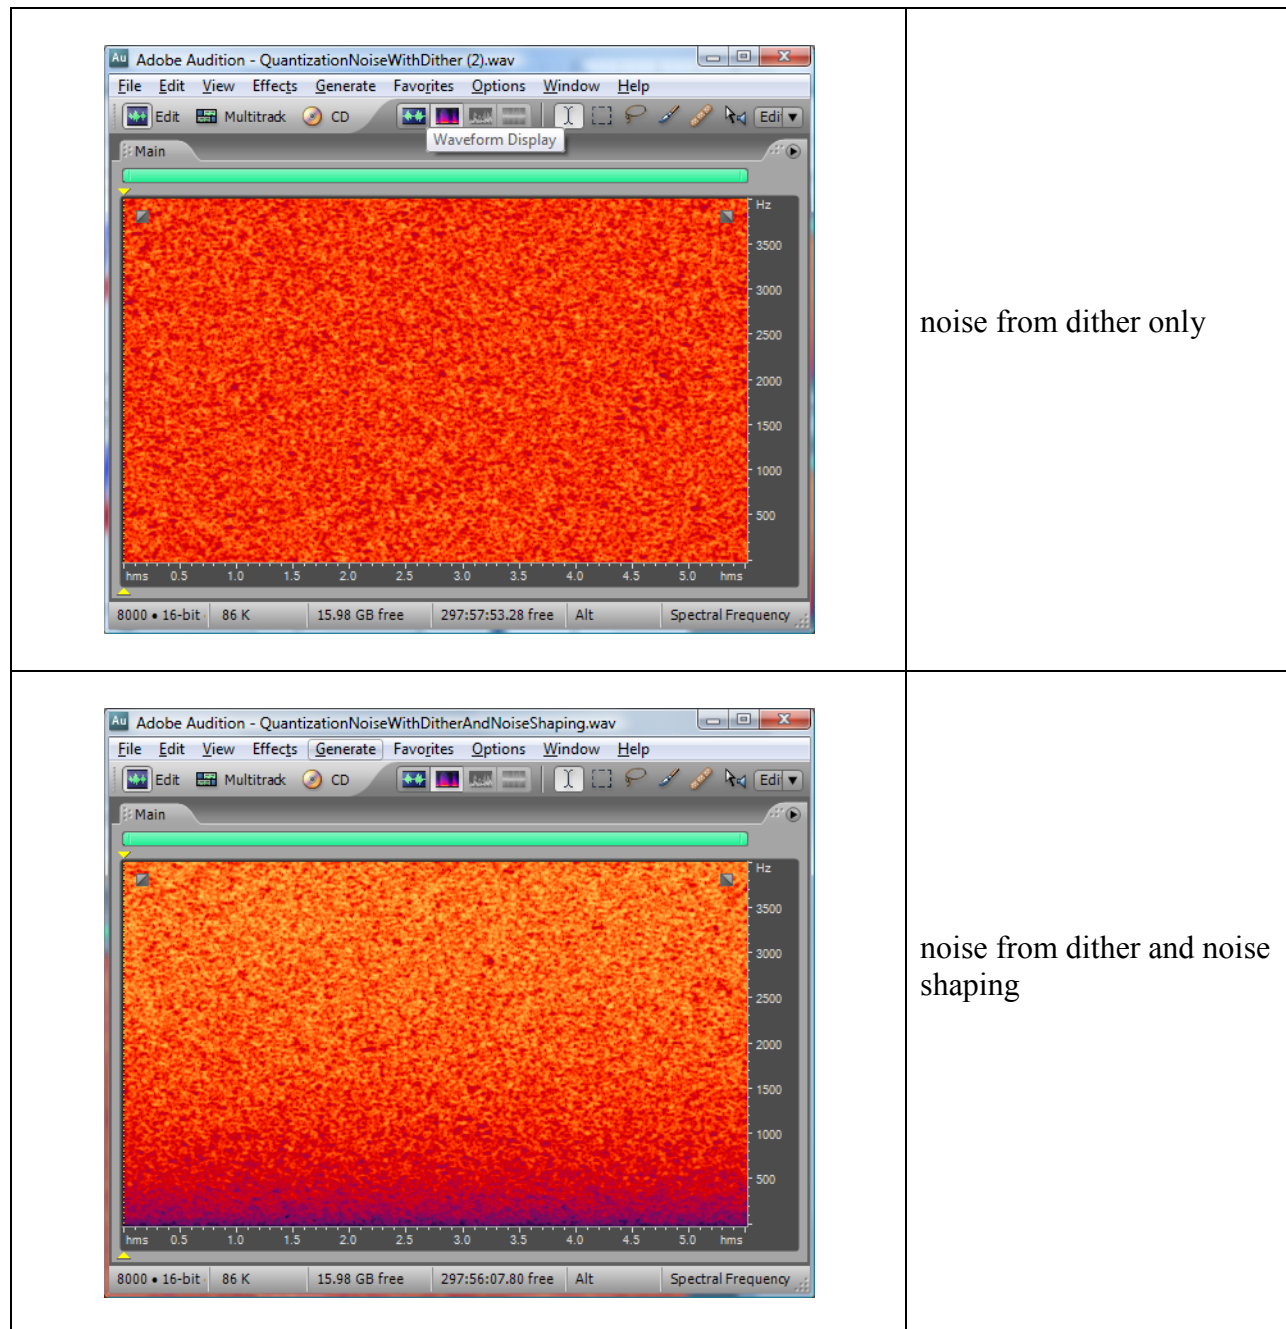 Au Adobe Audition - QuantizationNoiseWithDither (2).wav
File Edit View Effects Generate Favorites Options Window Help
Edit Multitrack CD Edi
Waveform Display
Main
Hz
3500
3000
2500
2000
1500
1000
500
hms 0.5 1.0 1.5 2.0 2.5 3.0 3.5 4.0 4.5 5.0 hms
8000 • 16-bit 86 K 15.98 GB free 297:57:53.28 free Alt Spectral Frequency
noise from dither only
Au Adobe Audition - QuantizationNoiseWithDitherAndNoiseShaping.wav
File Edit View Effects Generate Favorites Options Window Help
Edit Multitrack CD Edi
Main
Hz
3500
3000
2500
2000
1500
1000
500
hms 0.5 1.0 1.5 2.0 2.5 3.0 3.5 4.0 4.5 5.0 hms
8000 • 16-bit 86 K 15.98 GB free 297:56:07.80 free Alt Spectral Frequency
noise from dither and noise
shaping